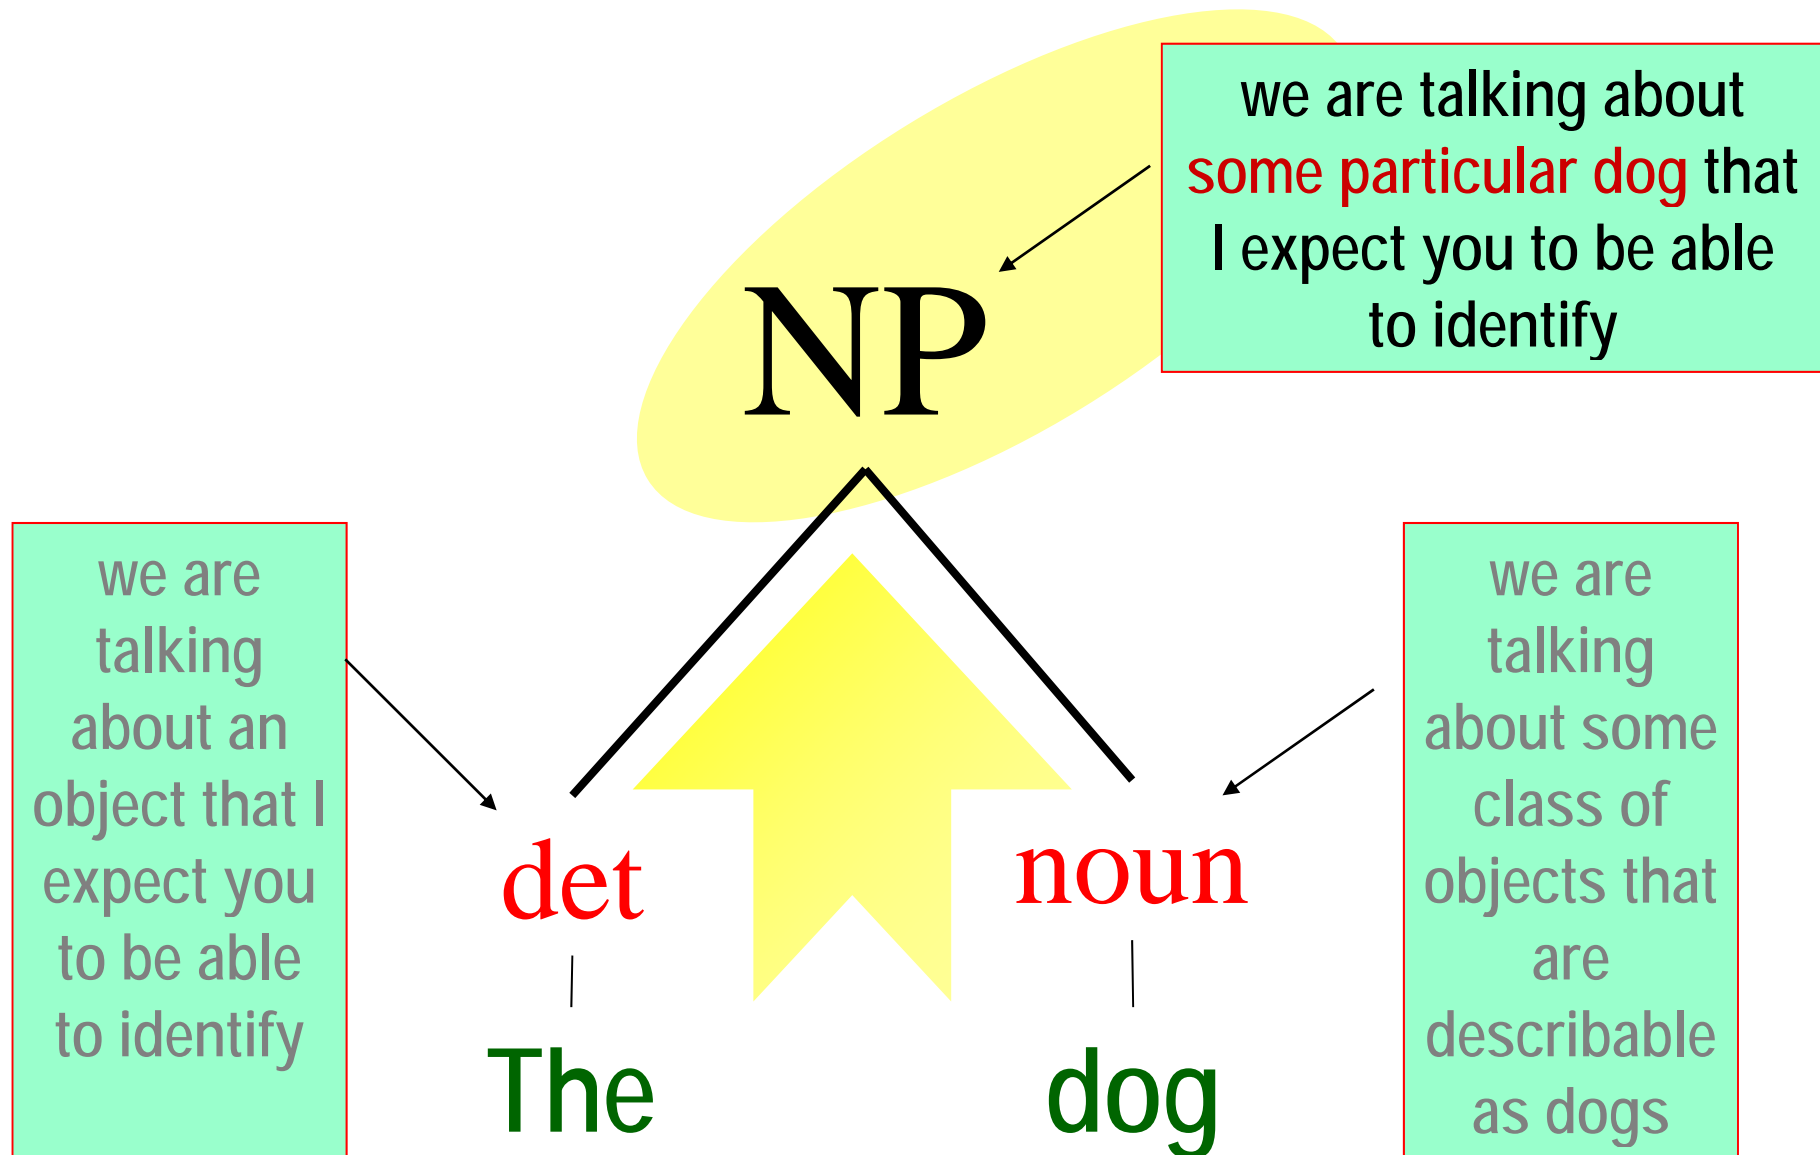 we are talking about
some particular dog that
I expect you to be able
to identify
NP
we are
talking
about an
object that I
expect you
to be able
to identify
we are
talking
about some
class of
objects that
are
describable
as dogs
det
noun
The
dog